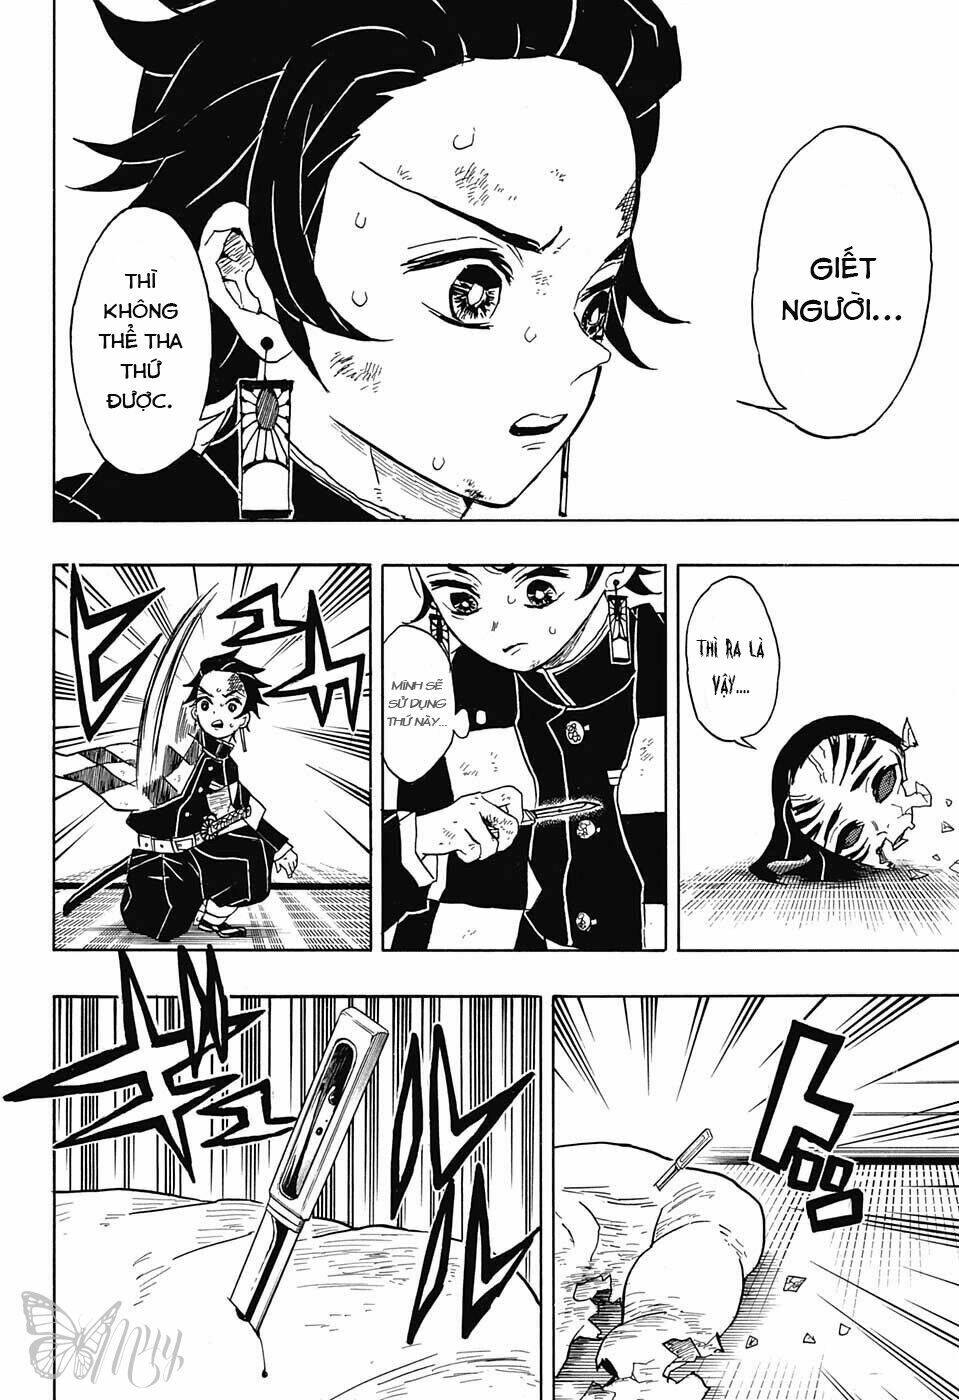 GIẾT
NGƯỜI...
THÌ
KHÔNG
THỂ THA
THỨ
ĐƯỢC.
THÌ RA LÀ
VẬY....
MÌNH SẼ
SỬ DỤNG
THỨ NÀY...